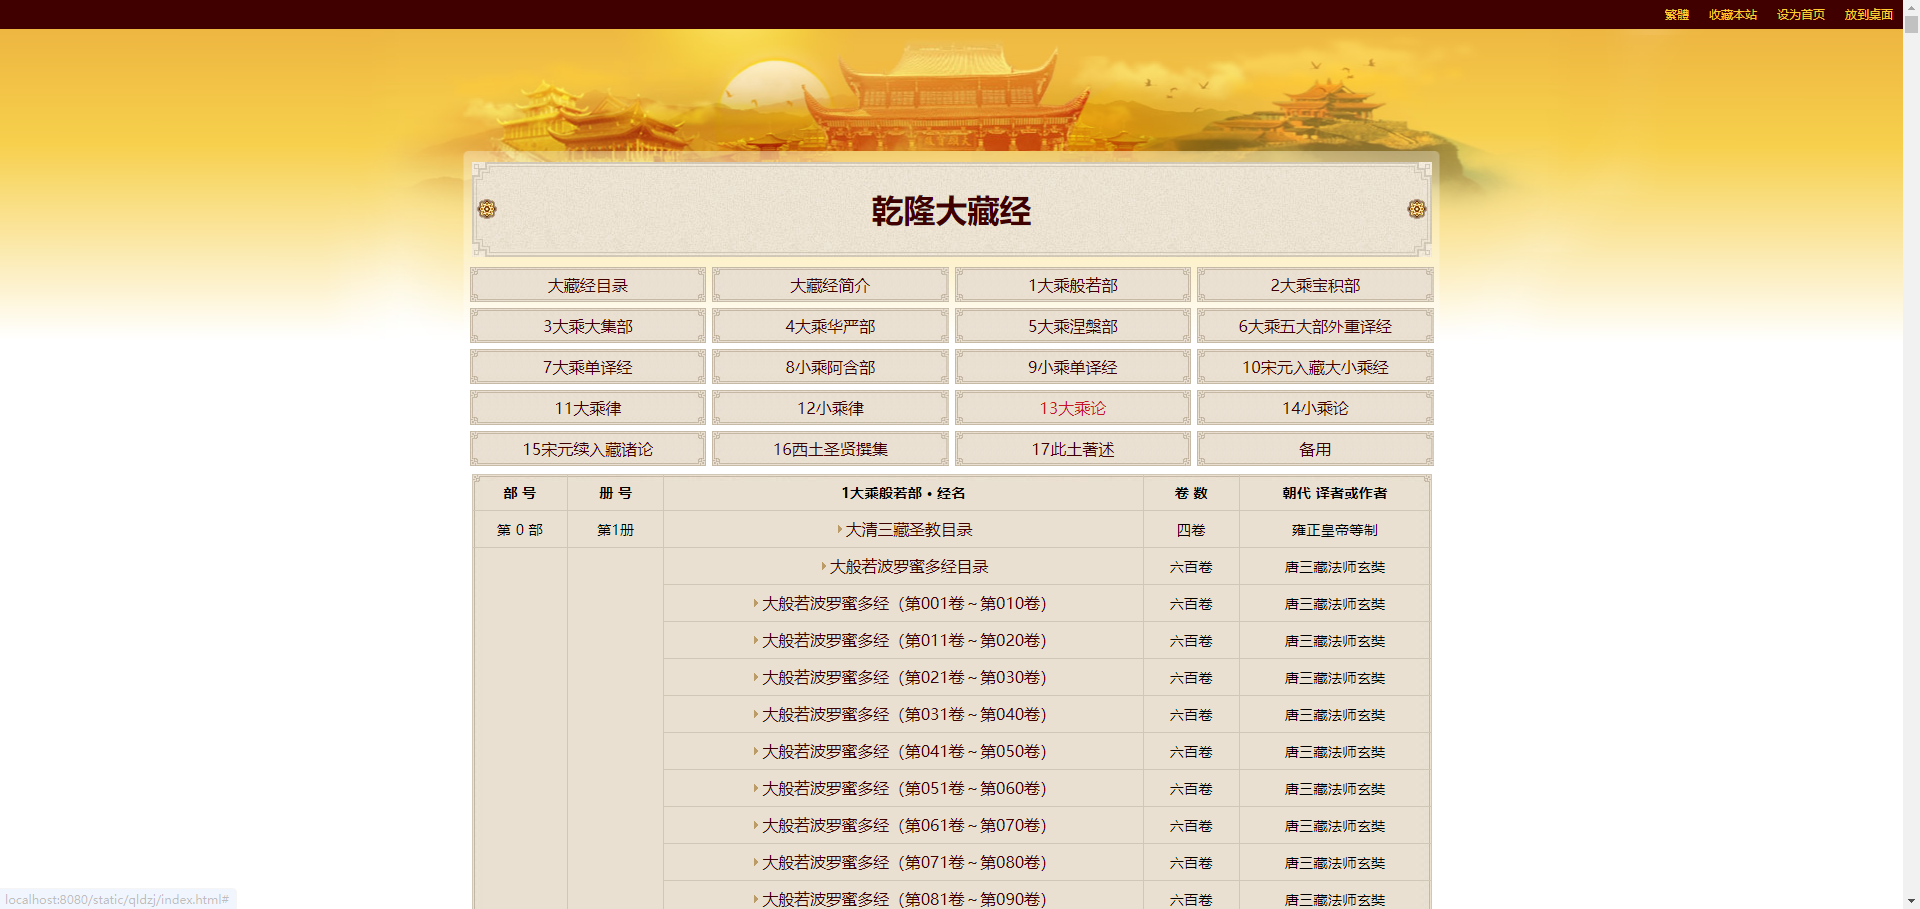 繁體 收藏本站 设为首页 放到桌面
乾隆大藏经
大藏经目录 大藏经简介 1大乘般若部 2大乘宝积部
3大乘大集部 4大乘华严部 5大乘涅槃部 6大乘五大部外重译经
7大乘单译经 8小乘阿含部 9小乘单译经 10宋元入藏大小乘经
11大乘律 12小乘律 13大乘论 14小乘论
15宋元续入藏诸论 16西土圣贤撰集 17此土著述 备用
部 号 册 号 1大乘般若部 • 经名 卷 数 朝代 译者或作者
第 0 部 第1册 大清三藏圣教目录 四卷 雍正皇帝等制
大般若波罗蜜多经目录 六百卷 唐三藏法师玄奘
大般若波罗蜜多经（第001卷～第010卷） 六百卷 唐三藏法师玄奘
大般若波罗蜜多经（第011卷～第020卷） 六百卷 唐三藏法师玄奘
大般若波罗蜜多经（第021卷～第030卷） 六百卷 唐三藏法师玄奘
大般若波罗蜜多经（第031卷～第040卷） 六百卷 唐三藏法师玄奘
大般若波罗蜜多经（第041卷～第050卷） 六百卷 唐三藏法师玄奘
大般若波罗蜜多经（第051卷～第060卷） 六百卷 唐三藏法师玄奘
大般若波罗蜜多经（第061卷～第070卷） 六百卷 唐三藏法师玄奘
大般若波罗蜜多经（第071卷～第080卷） 六百卷 唐三藏法师玄奘
大般若波罗蜜多经（第081卷～第090卷） 六百卷 唐三藏法师玄奘
localhost:8080/static/qldzj/index.html#